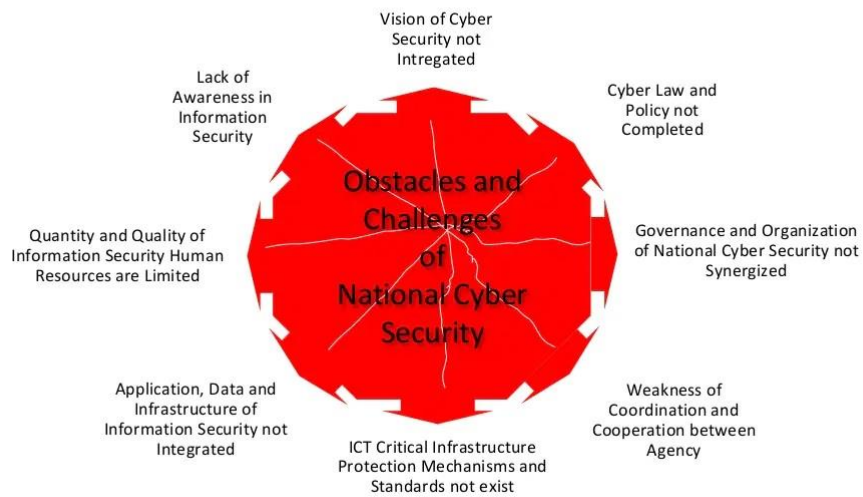 Vision of Cyber
Security not
Intregated
Cyber Law and
Policy not
Completed
Governance and Organization
of National Cyber Security not
Synergized
Weakness of
Coordination and
Cooperation between
Agency
ICT Critical Infrastructure
Protection Mechanisms and
Standards not exist
Application, Data and
Infrastructure of
Information Security not
Integrated
Quantity and Quality of
Information Security Human
Resources are Limited
Lack of
Awareness in
Information
Security
Obstacles and
Challenges
of
National Cyber
Security